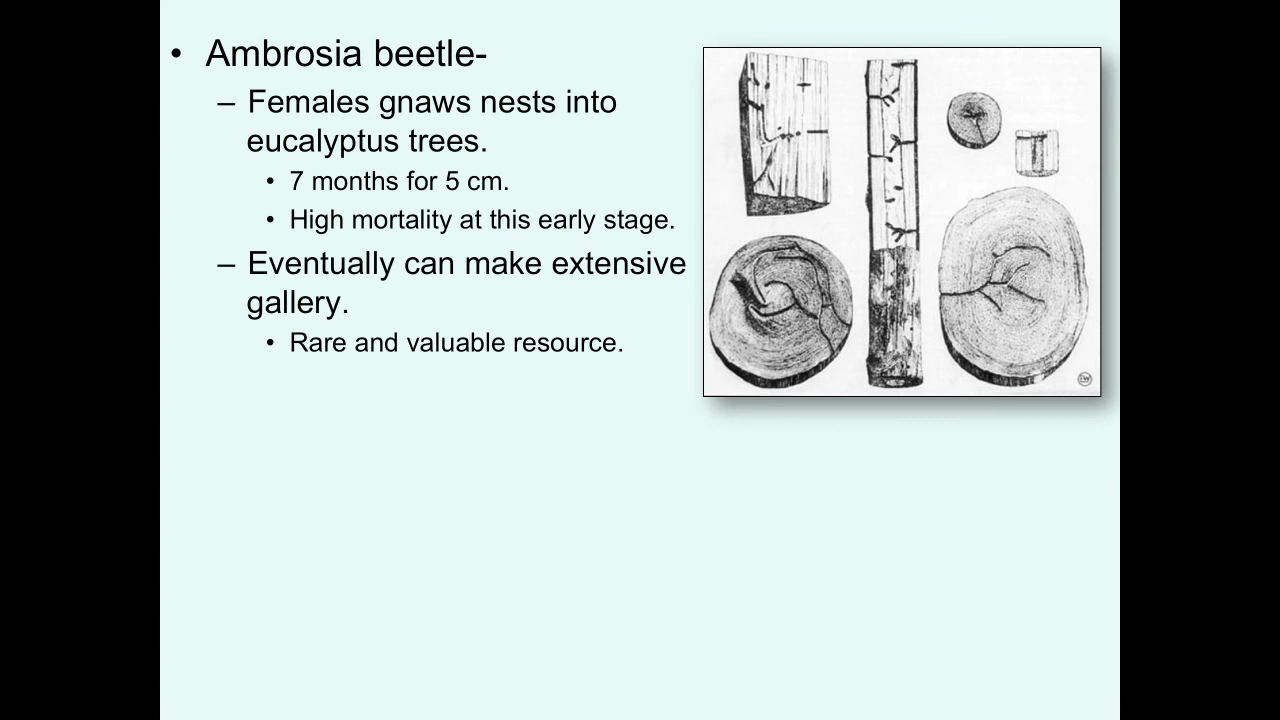 • Ambrosia beetle-
– Females gnaws nests into
eucalyptus trees.
• 7 months for 5 cm.
• High mortality at this early stage.
– Eventually can make extensive
gallery.
• Rare and valuable resource.